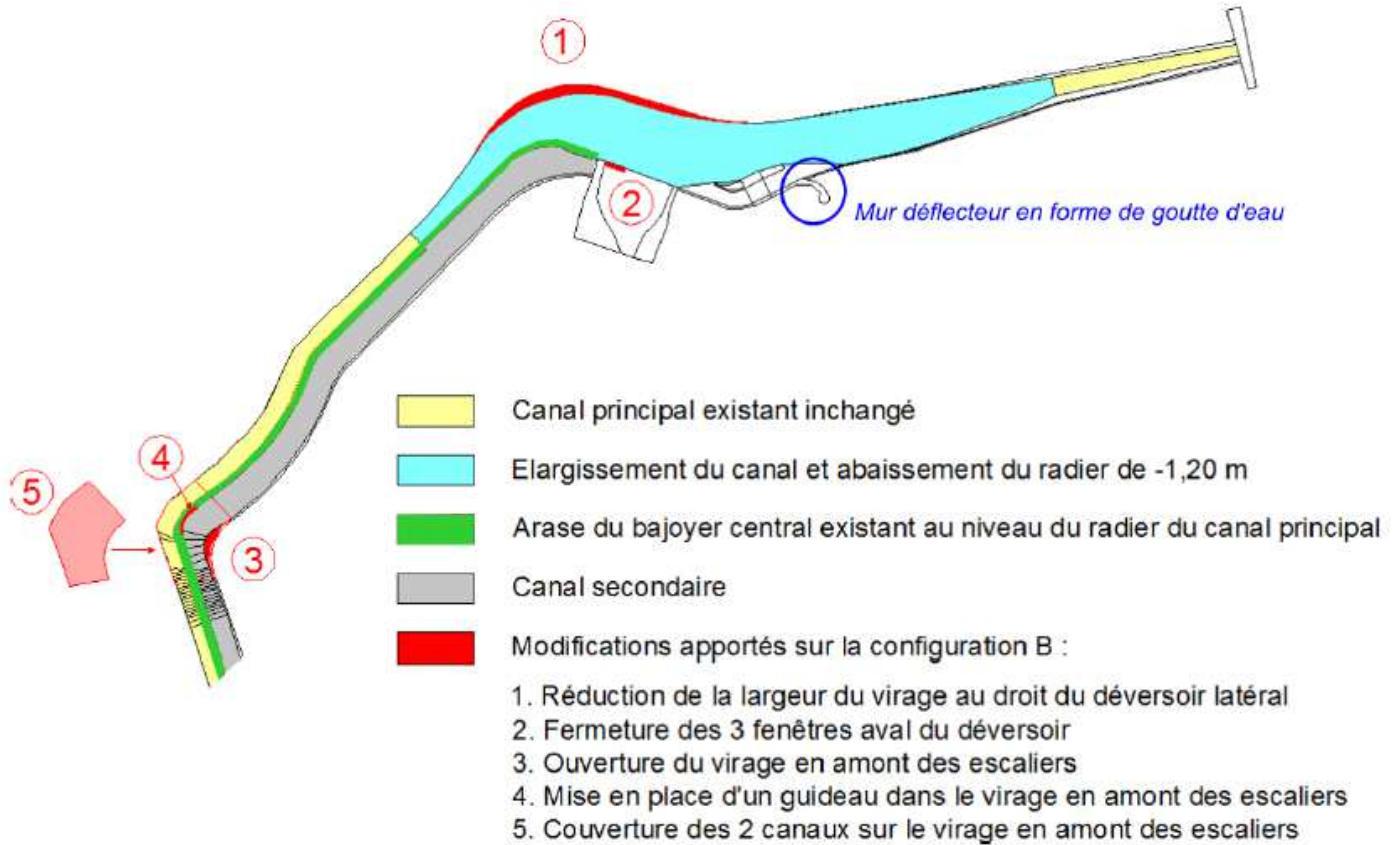 1
2
Mur déflecteur en forme de goutte d'eau
4
5
3
Canal principal existant inchangé
Elargissement du canal et abaissement du radier de -1,20 m
Arase du bajoyer central existant au niveau du radier du canal principal
Canal secondaire
Modifications apportés sur la configuration B :
1. Réduction de la largeur du virage au droit du déversoir latéral
2. Fermeture des 3 fenêtres aval du déversoir
3. Ouverture du virage en amont des escaliers
4. Mise en place d'un guideau dans le virage en amont des escaliers
5. Couverture des 2 canaux sur le virage en amont des escaliers